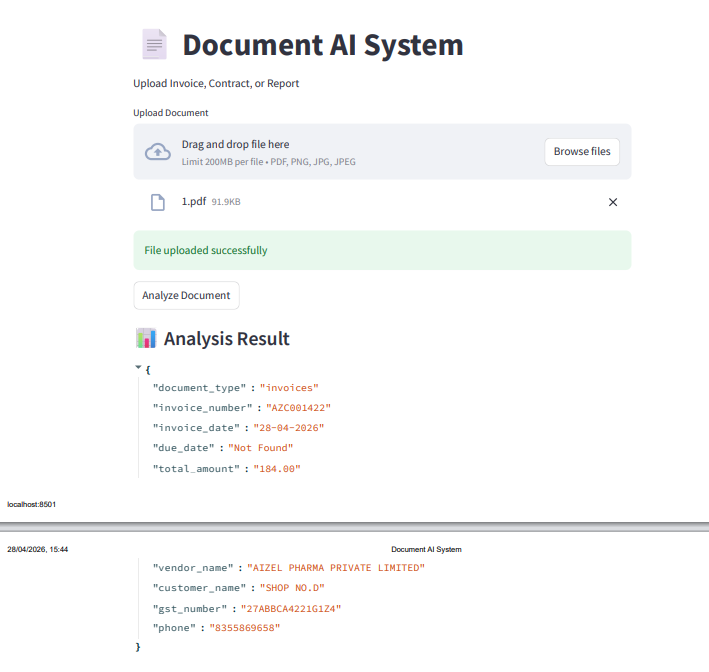 Document AI System
Upload Invoice, Contract, or Report
Upload Document
Drag and drop file here
Limit 200MB per file • PDF, PNG, JPG, JPEG
Browse files
1.pdf 91.9KB
File uploaded successfully
Analyze Document
Analysis Result
{
"document_type" : "invoices"
"invoice_number" : "AZC001422"
"invoice_date" : "28-04-2026"
"due_date" : "Not Found"
"total_amount" : "184.00"
localhost:8501
28/04/2026, 15:44 Document AI System
"vendor_name" : "AIZEL PHARMA PRIVATE LIMITED"
"customer_name" : "SHOP NO.D"
"gst_number" : "27ABBCA4221G1Z4"
"phone" : "8355869658"
}